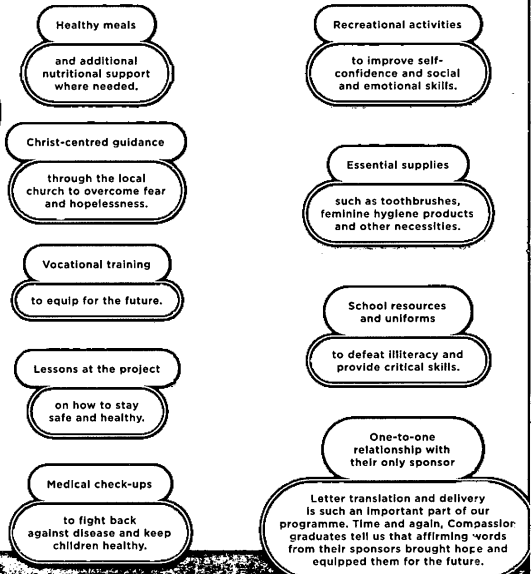 Healthy meals
and additional
nutritional support
where needed.
Christ-centred guidance
through the local
church to overcome fear
and hopelessness.
Vocational training
to equip for the future.
Lessons at the project
on how to stay
safe and healthy.
Medical check-ups
to fight back
against disease and keep
children healthy.
Recreational activities
to improve self-
confidence and social
and emotional skills.
Essential supplies
such as toothbrushes,
feminine hygiene products
and other necessities.
School resources
and uniforms
to defeat illiteracy and
provide critical skills.
One-to-one
relationship with
their only sponsor
Letter translation and delivery
is such an important part of our
programme. Time and again, Compassion
graduates tell us that affirming words
from their sponsors brought hope and
equipped them for the future.